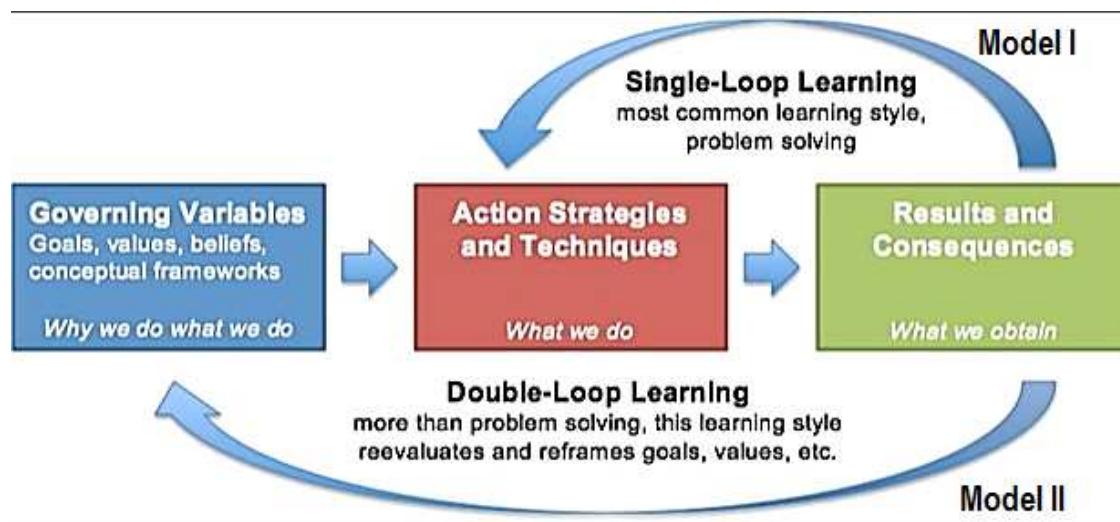 Model I
Single-Loop Learning
most common learning style,
problem solving
Governing Variables
Goals, values, beliefs,
conceptual frameworks
Why we do what we do
Action Strategies
and Techniques
What we do
Results and
Consequences
What we obtain
Double-Loop Learning
more than problem solving, this learning style
reevaluates and reframes goals, values, etc.
Model II